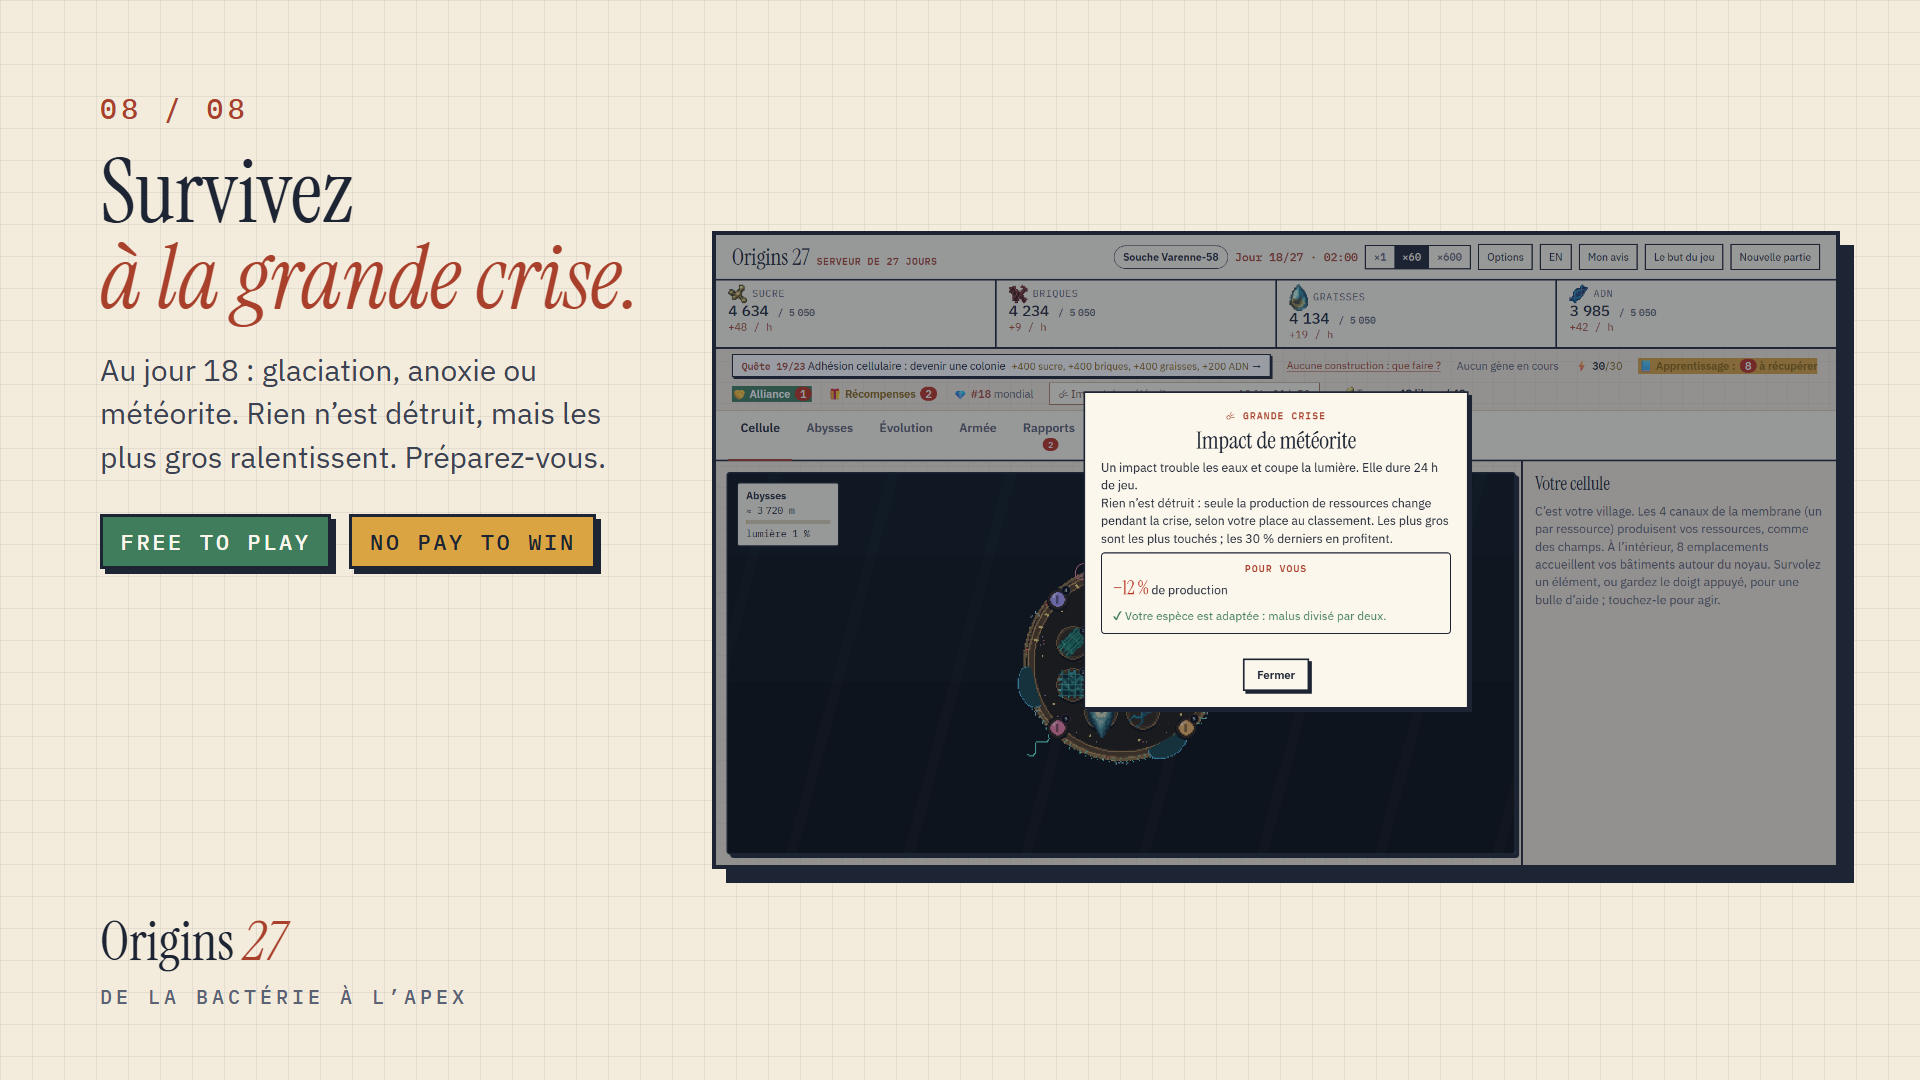 08 / 08
Survivez
à la grande crise.
Au jour 18 : glaciation, anoxie ou
météorite. Rien n’est détruit, mais les
plus gros ralentissent. Préparez-vous.
FREE TO PLAY
NO PAY TO WIN
Origins 27
DE LA BACTÉRIE À L’APEX
Origins 27 SERVEUR DE 27 JOURS
Souche Varenne-58 Jour 18/27 · 02:00 ×1 ×60 ×600 Options EN Mon avis Le but du jeu Nouvelle partie
SUCRE
4 634 / 5 050
+48 / h
BRIQUES
4 234 / 5 050
+9 / h
GRAISSES
4 134 / 5 050
+19 / h
ADN
3 985 / 5 050
+42 / h
Quête 19/23 Adhésion cellulaire : devenir une colonie +400 sucre, +400 briques, +400 graisses, +200 ADN →
Aucune construction : que faire ? Aucun gène en cours 30/30 Apprentissage : 8 à récupérer
Alliance 1 Récompenses 2 #18 mondial
Cellule Abysses Évolution Armée Rapports
2
Abysses
≈ 3 720 m
lumière 1 %
GRANDE CRISE
Impact de météorite
Un impact trouble les eaux et coupe la lumière. Elle dure 24 h
de jeu.
Rien n’est détruit : seule la production de ressources change
pendant la crise, selon votre place au classement. Les plus gros
sont les plus touchés ; les 30 % derniers en profitent.
POUR VOUS
−12 % de production
✓ Votre espèce est adaptée : malus divisé par deux.
Fermer
Votre cellule
C’est votre village. Les 4 canaux de la membrane (un
par ressource) produisent vos ressources, comme
des champs. À l’intérieur, 8 emplacements
accueillent vos bâtiments autour du noyau. Survolez
un élément, ou gardez le doigt appuyé, pour une
bulle d’aide ; touchez-le pour agir.